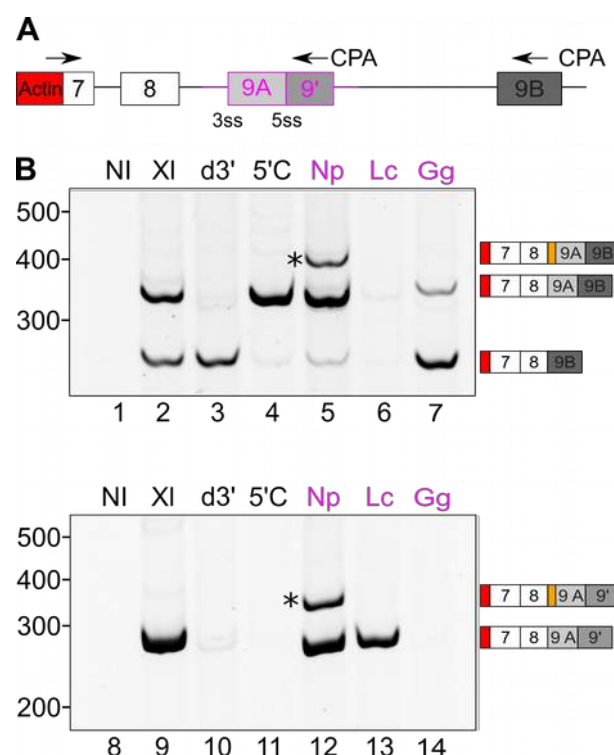 A
CPA CPA
Actin 7 8 9A 9' 9B
3ss 5ss
B
NI Xl d3' 5'C Np Lc Gg
500
400 * 7 8 9A 9B
7 8 9A 9B
300
7 8 9B
1 2 3 4 5 6 7
NI Xl d3' 5'C Np Lc Gg
500
400
* 7 8 9 A 9'
300
7 8 9 A 9'
200
8 9 10 11 12 13 14